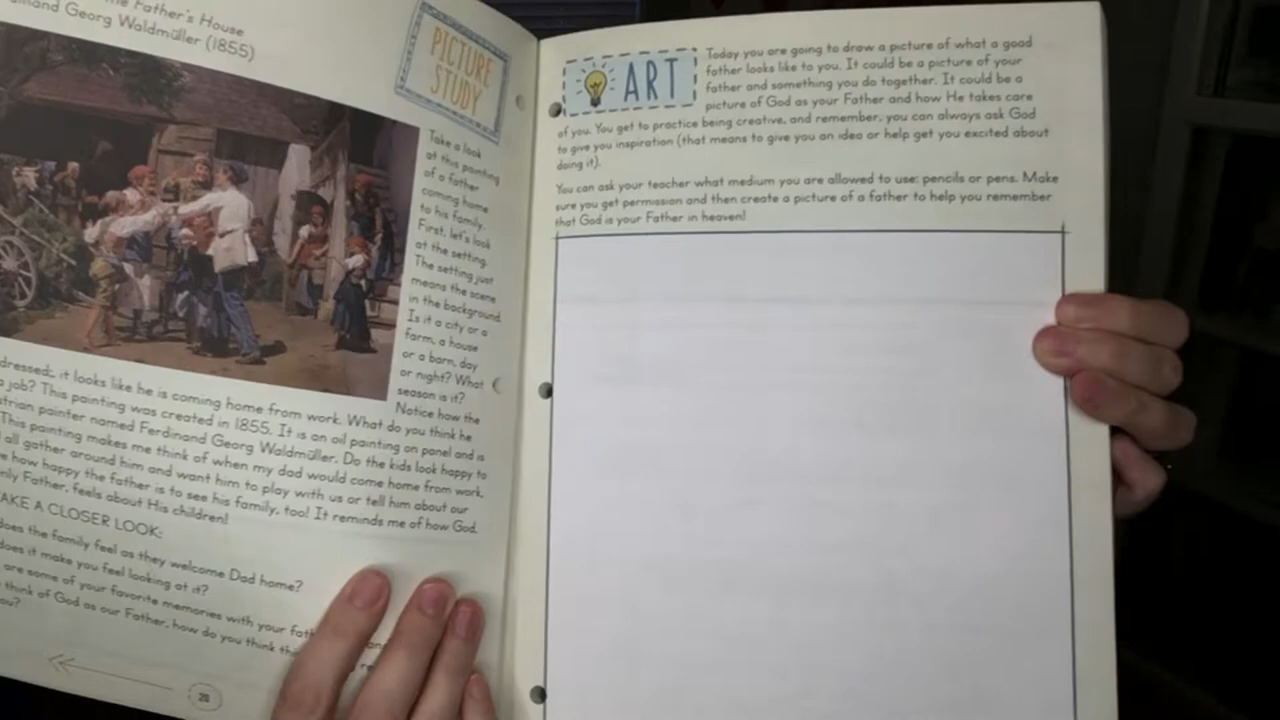 he Father's House
inand Georg Waldmüller (1855)
PICTURE
STUDY
Take a look
at this painting
of a father
coming home
to his family.
First, let's look
at the setting.
The setting just
means the scene
in the background.
Is it a city or a
farm, a house
or a barn, day
or night? What
season is it?
Notice how the
dressed; it looks like he is coming home from work. What do you think he
job? This painting was created in 1855. It is an oil painting on panel and is
strian painter named Ferdinand Georg Waldmüller. Do the kids look happy to
This painting makes me think of when my dad would come home from work.
all gather around him and want him to play with us or tell him about our
how happy the father is to see his family, too! It reminds me of how God,
nly Father, feels about His children!
AKE A CLOSER LOOK:
does the family feel as they welcome Dad home?
does it make you feel looking at it?
are some of your favorite memories with your fath
think of God as our Father, how do you think thi
ou?
28
ART
Today you are going to draw a picture of what a good
father looks like to you. It could be a picture of your
father and something you do together. It could be a
picture of God as your Father and how He takes care
of you. You get to practice being creative, and remember, you can always ask God
to give you inspiration (that means to give you an idea or help get you excited about
doing it).
You can ask your teacher what medium you are allowed to use: pencils or pens. Make
sure you get permission and then create a picture of a father to help you remember
that God is your Father in heaven!